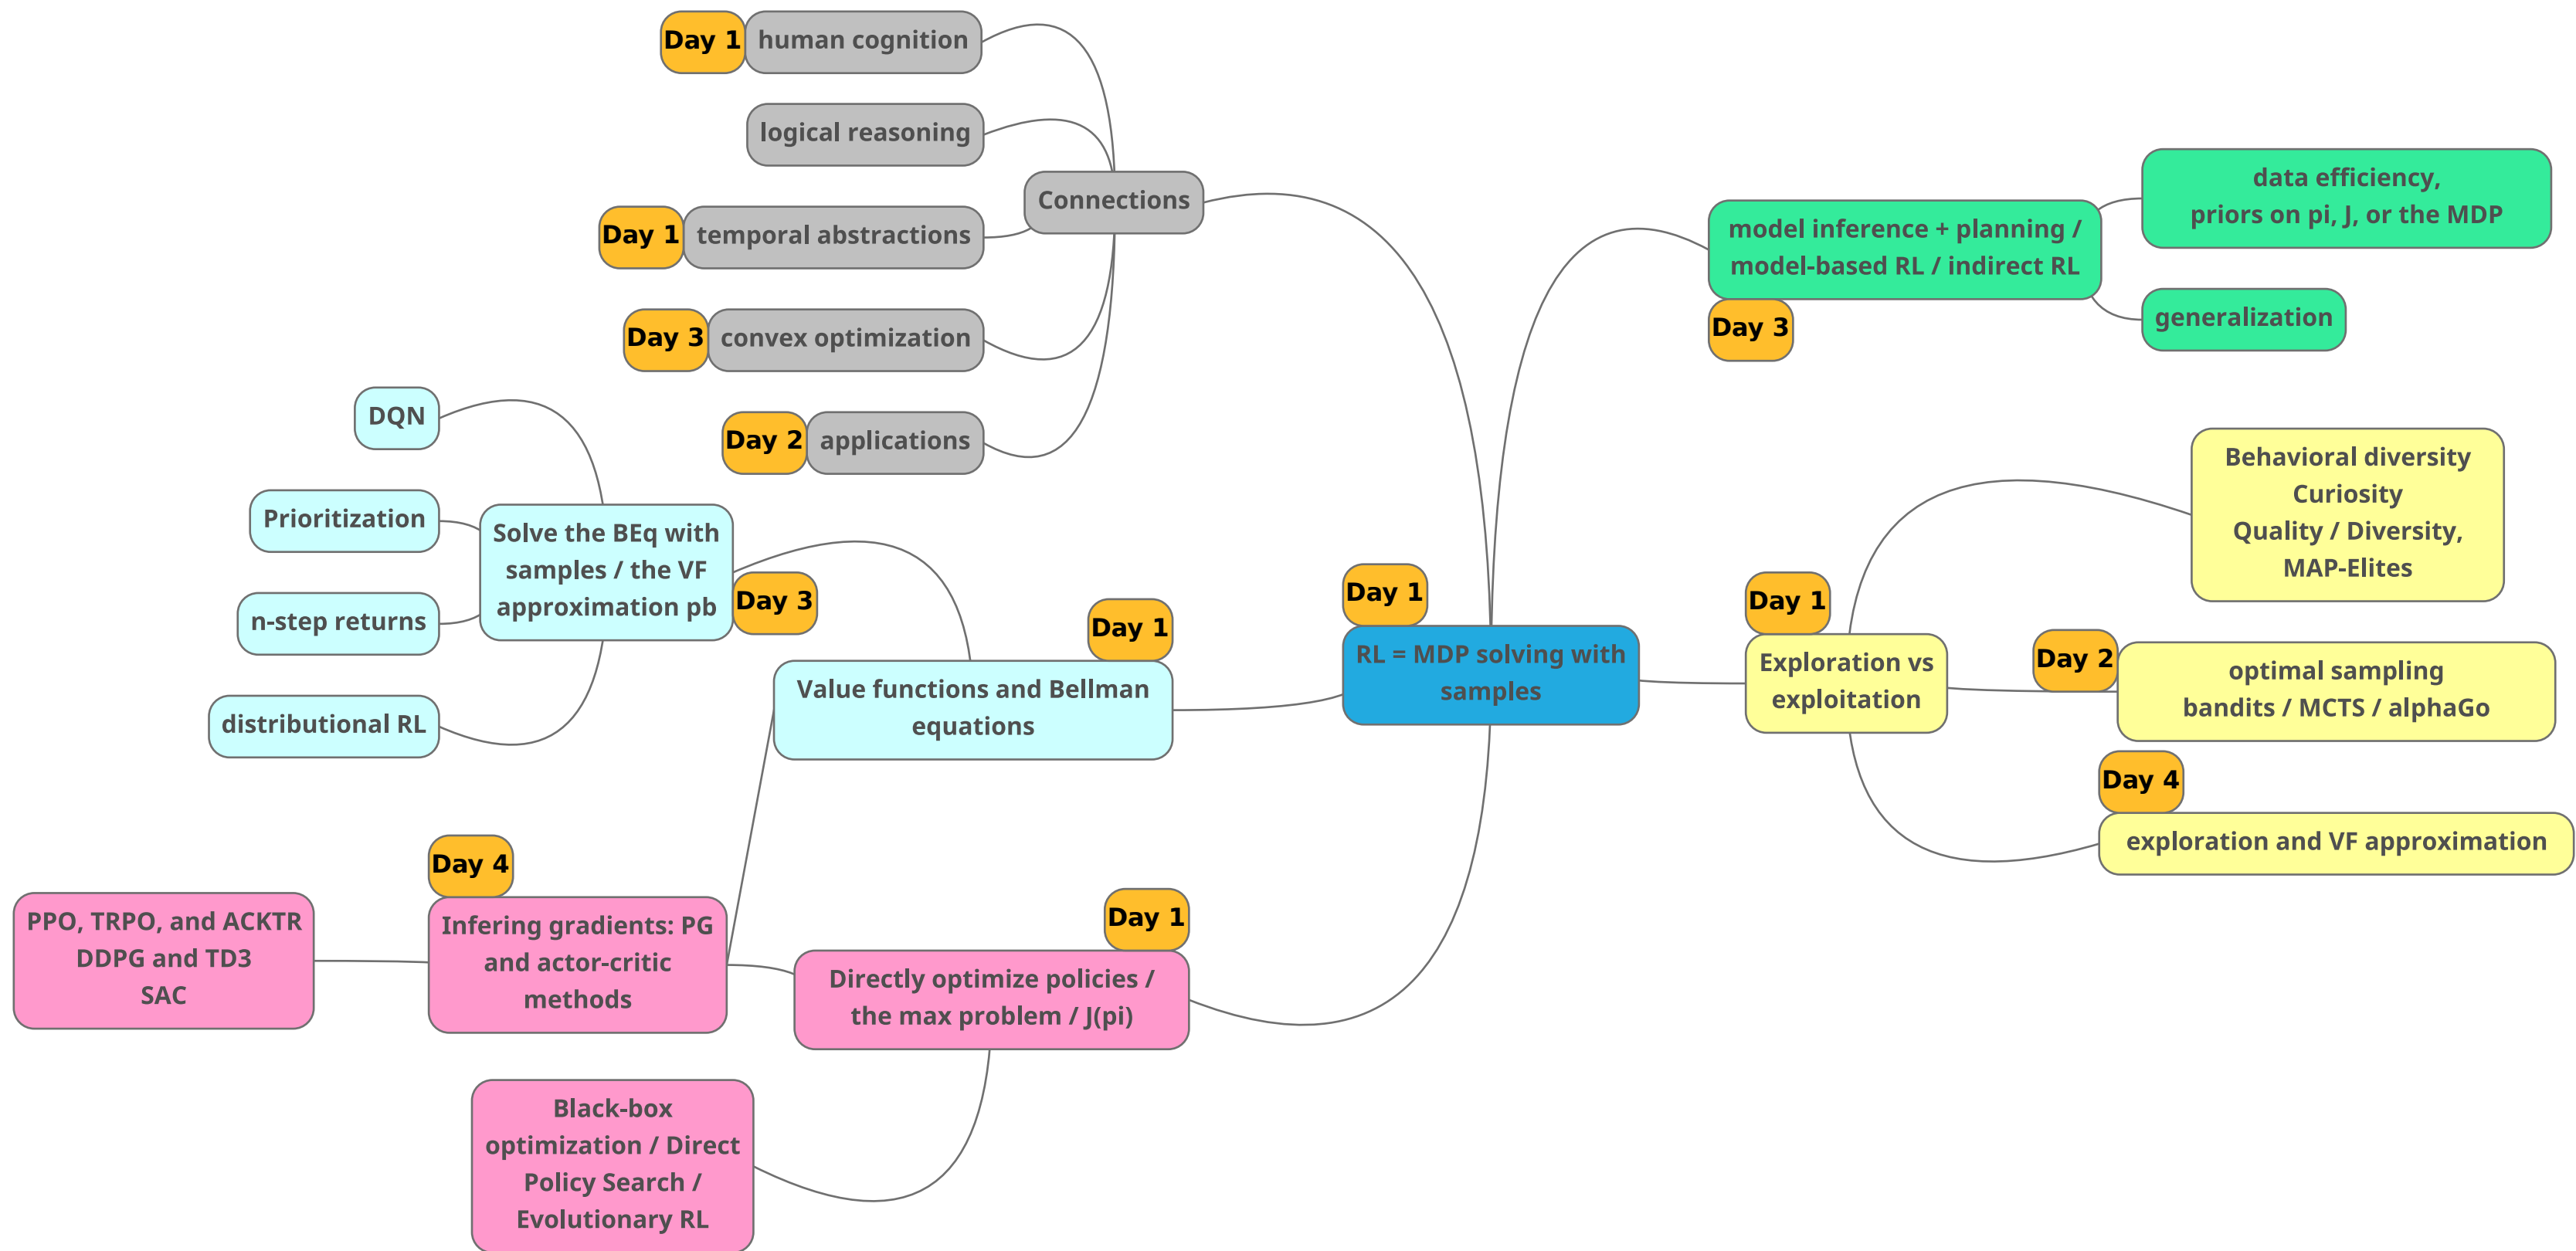 Day 1
human cognition
logical reasoning
Day 1
temporal abstractions
Day 3
convex optimization
Day 2
applications
Connections
model inference + planning /
model-based RL / indirect RL
Day 3
data efficiency,
priors on pi, J, or the MDP
generalization
DQN
Prioritization
n-step returns
distributional RL
Solve the BEq with
samples / the VF
approximation pb
Day 3
Day 1
Value functions and Bellman
equations
Day 1
RL = MDP solving with
samples
Day 1
Exploration vs
exploitation
Behavioral diversity
Curiosity
Quality / Diversity,
MAP-Elites
Day 2
optimal sampling
bandits / MCTS / alphaGo
Day 4
exploration and VF approximation
PPO, TRPO, and ACKTR
DDPG and TD3
SAC
Day 4
Infering gradients: PG
and actor-critic
methods
Day 1
Directly optimize policies /
the max problem / J(pi)
Black-box
optimization / Direct
Policy Search /
Evolutionary RL